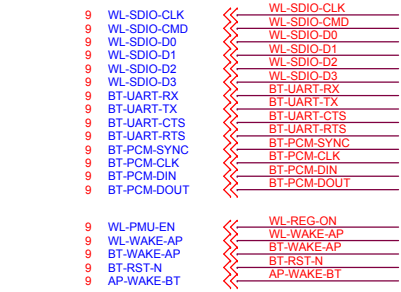 9 WL-SDIO-CLK WL-SDIO-CLK
9 WL-SDIO-CMD WL-SDIO-CMD
9 WL-SDIO-D0 WL-SDIO-D0
9 WL-SDIO-D1 WL-SDIO-D1
9 WL-SDIO-D2 WL-SDIO-D2
9 WL-SDIO-D3 WL-SDIO-D3
9 BT-UART-RX BT-UART-RX
9 BT-UART-TX BT-UART-TX
9 BT-UART-CTS BT-UART-CTS
9 BT-UART-RTS BT-UART-RTS
9 BT-PCM-SYNC BT-PCM-SYNC
9 BT-PCM-CLK BT-PCM-CLK
9 BT-PCM-DIN BT-PCM-DIN
9 BT-PCM-DOUT BT-PCM-DOUT
9 WL-PMU-EN WL-REG-ON
9 WL-WAKE-AP WL-WAKE-AP
9 BT-WAKE-AP BT-WAKE-AP
9 BT-RST-N BT-RST-N
9 AP-WAKE-BT AP-WAKE-BT